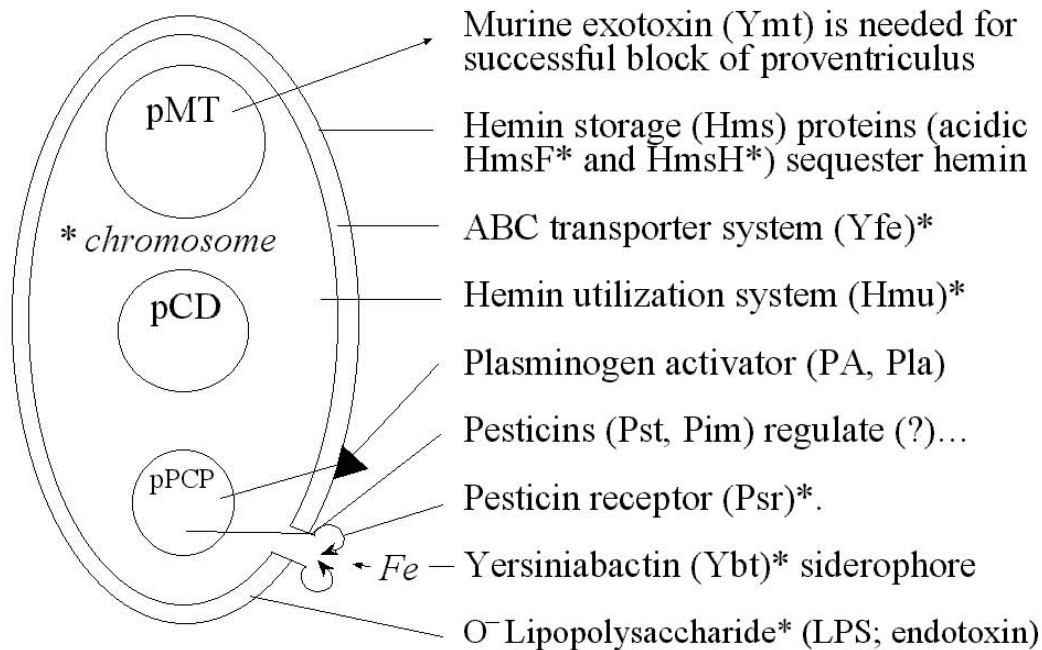 Murine exotoxin (Ymt) is needed for
successful block of proventriculus
pMT
Hemin storage (Hms) proteins (acidic
HmsF* and HmsH*) sequester hemin
* chromosome
ABC transporter system (Yfe)*
Hemin utilization system (Hmu)*
pCD
Plasminogen activator (PA, Pla)
Pesticins (Pst, Pim) regulate (?)...
pPCP
Pesticin receptor (Psr)*.
Fe
Yersiniabactin (Ybt)* siderophore
O⁻ Lipopolysaccharide* (LPS; endotoxin)